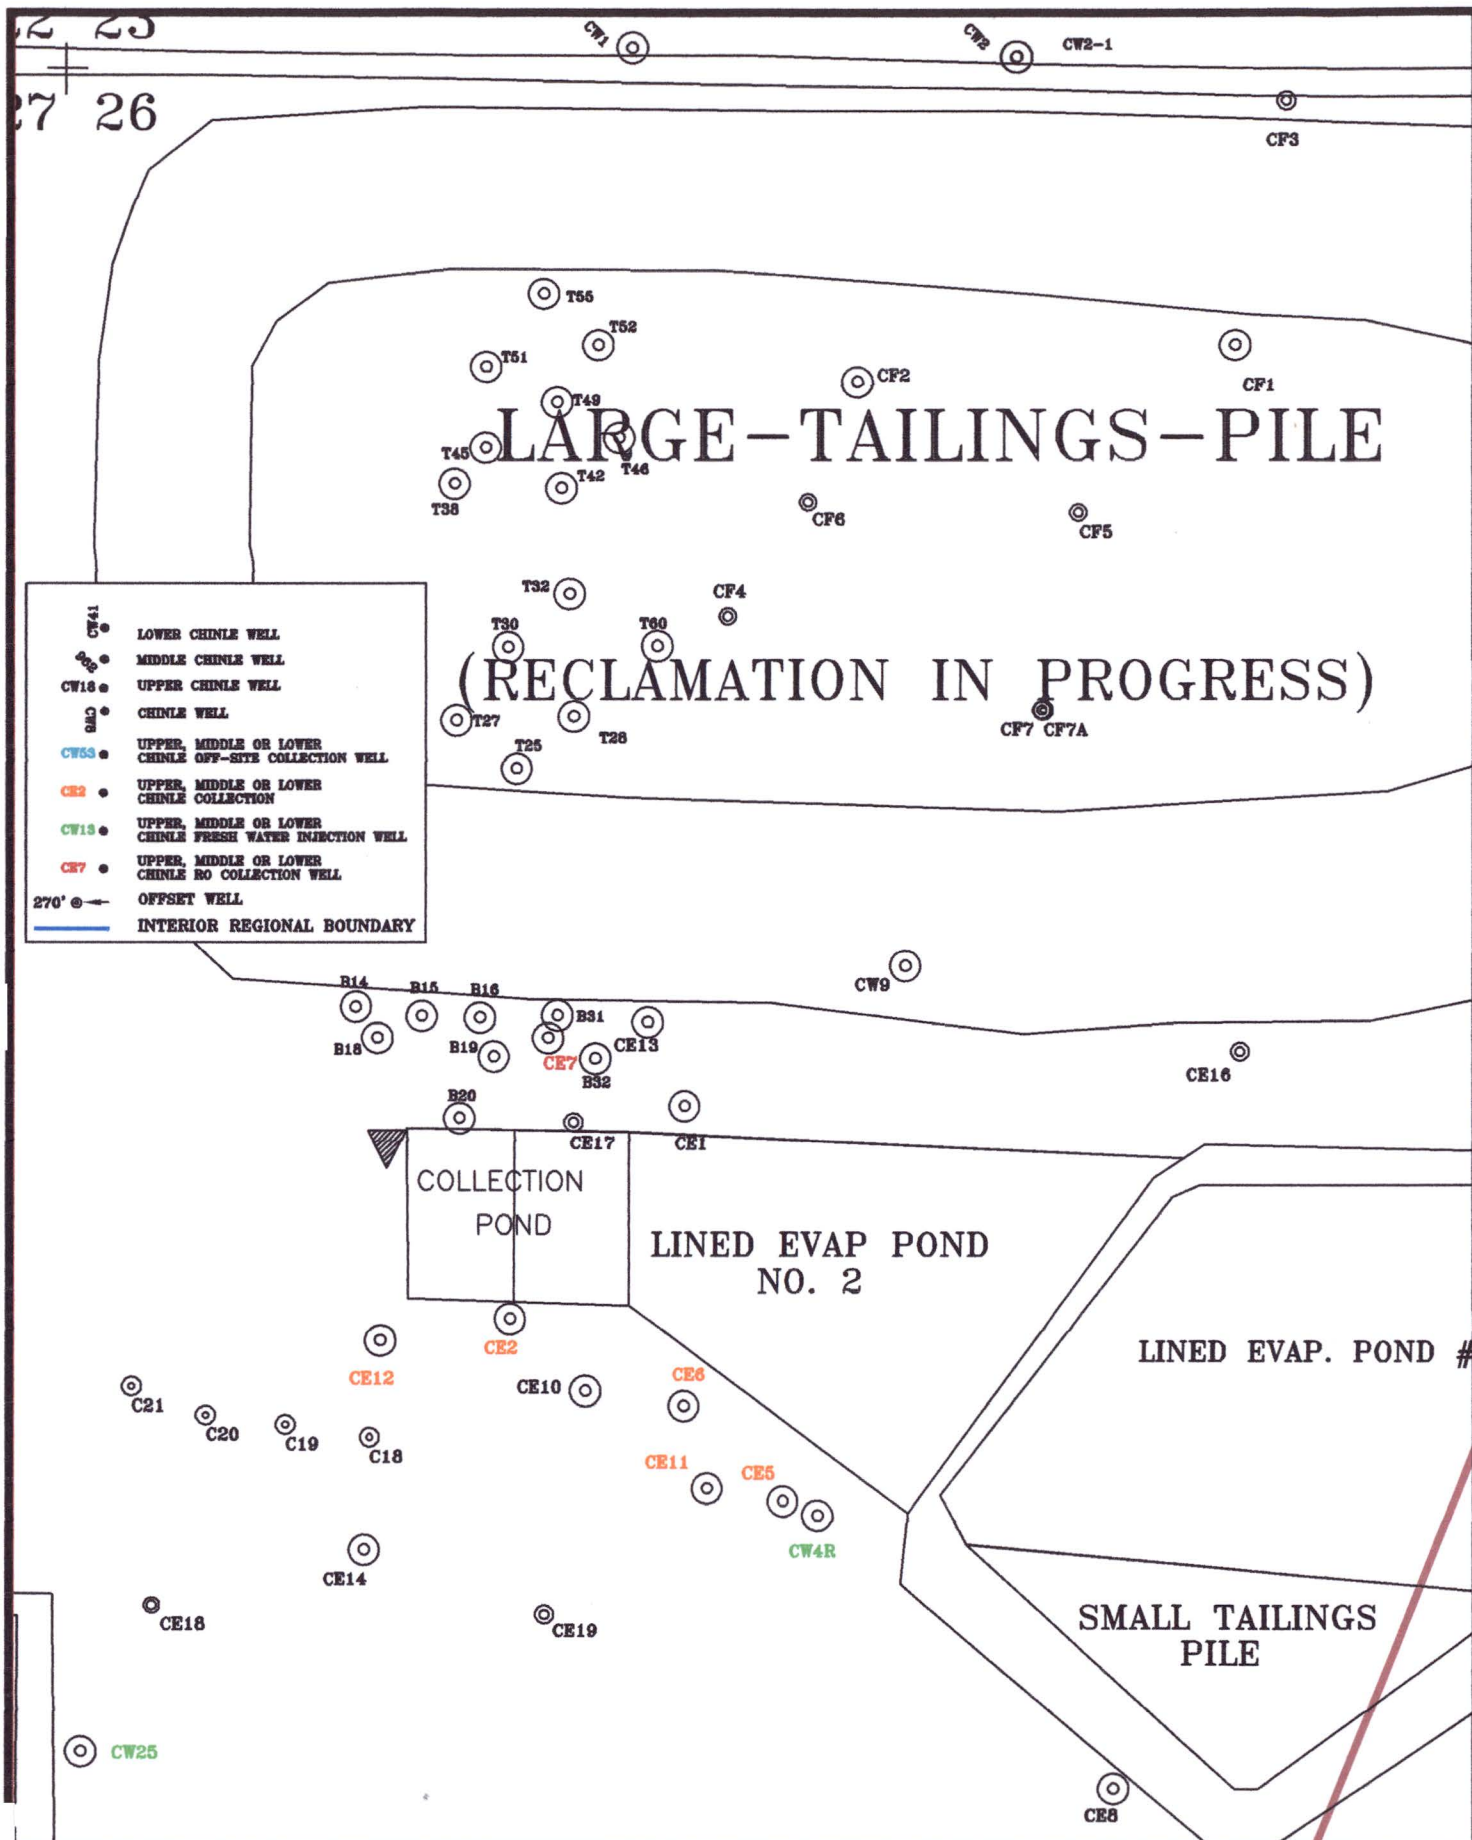 22 23
CW1
CW2
CW2-1
27 26
CF3
T55
T52
T51
CF2
CF1
T49
LARGE-TAILINGS-PILE
T45
T46
T42
T38
CF6
CF5
T32
CF4
T30
T60
(RECLAMATION IN PROGRESS)
T27
T28
CF7 CF7A
T25
CW41 LOWER CHINLE WELL
MIDDLE CHINLE WELL
CW18 UPPER CHINLE WELL
CHINLE WELL
CW53 UPPER, MIDDLE OR LOWER
CHINLE OFF-SITE COLLECTION WELL
CE2 UPPER, MIDDLE OR LOWER
CHINLE COLLECTION
CW13 UPPER, MIDDLE OR LOWER
CHINLE FRESH WATER INJECTION WELL
CE7 UPPER, MIDDLE OR LOWER
CHINLE RO COLLECTION WELL
270' OFFSET WELL
INTERIOR REGIONAL BOUNDARY
CW9
B14
B15
B16
B31
B18
B19
CE13
CE7
B32
CE16
B20
CE17
CE1
COLLECTION
POND
LINED EVAP POND
NO. 2
CE2
LINED EVAP. POND #
CE12
CE6
CE10
C21
C20
C19
C18
CE11
CE5
CW4R
CE14
CE18
CE19
SMALL TAILINGS
PILE
CW25
CE8